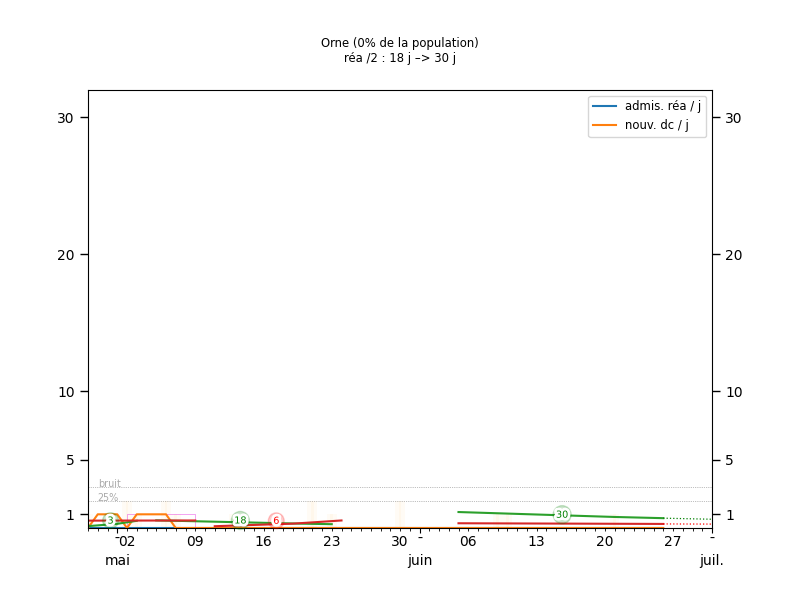 Orne (0% de la population)
réa /2 : 18 j –> 30 j
admis. réa / j
nouv. dc / j
30 30
20 20
10 10
5 5
bruit
25%
1 3 18 6 30 1
02 09 16 23 30 - 06 13 20 27 -
mai juin juil.